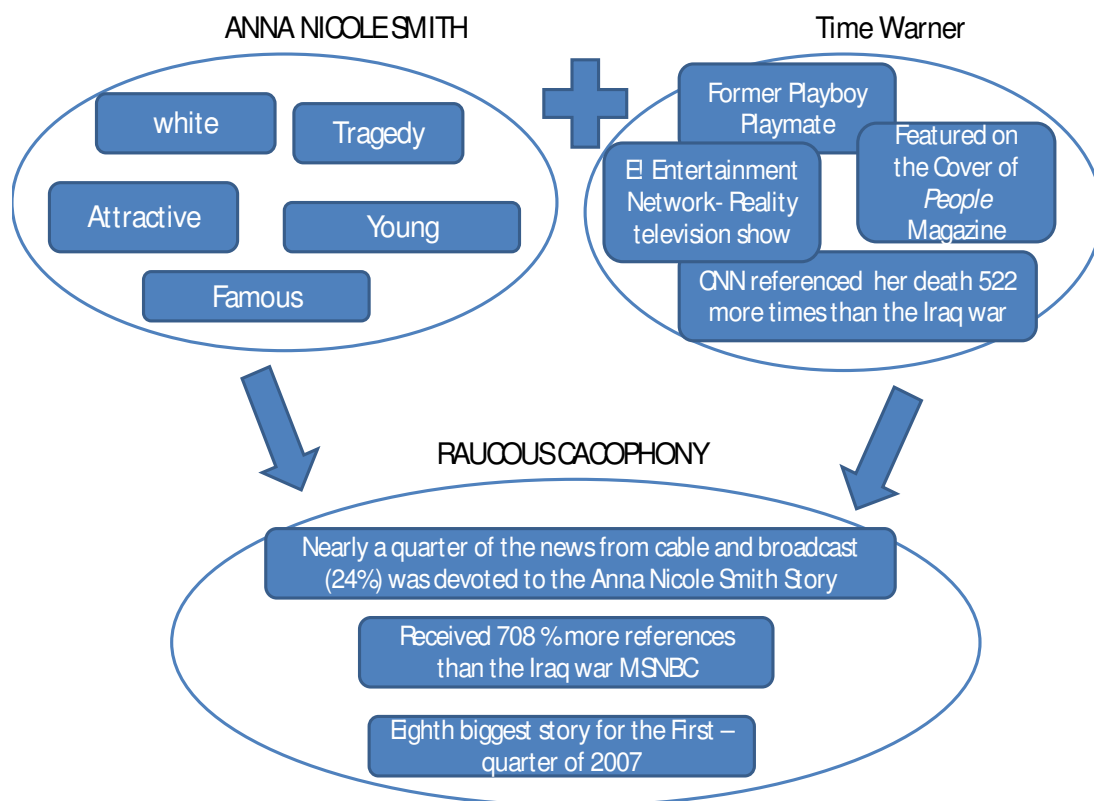 ANNA NICOLE SMITH
white
Tragedy
Attractive
Young
Famous
Time Warner
Former Playboy
Playmate
Featured on
the Cover of
People
Magazine
E! Entertainment
Network- Reality
television show
CNN referenced her death 522
more times than the Iraq war
RAUCOUS CACOPHONY
Nearly a quarter of the news from cable and broadcast
(24%) was devoted to the Anna Nicole Smith Story
Received 708 % more references
than the Iraq war MSNBC
Eighth biggest story for the First –
quarter of 2007